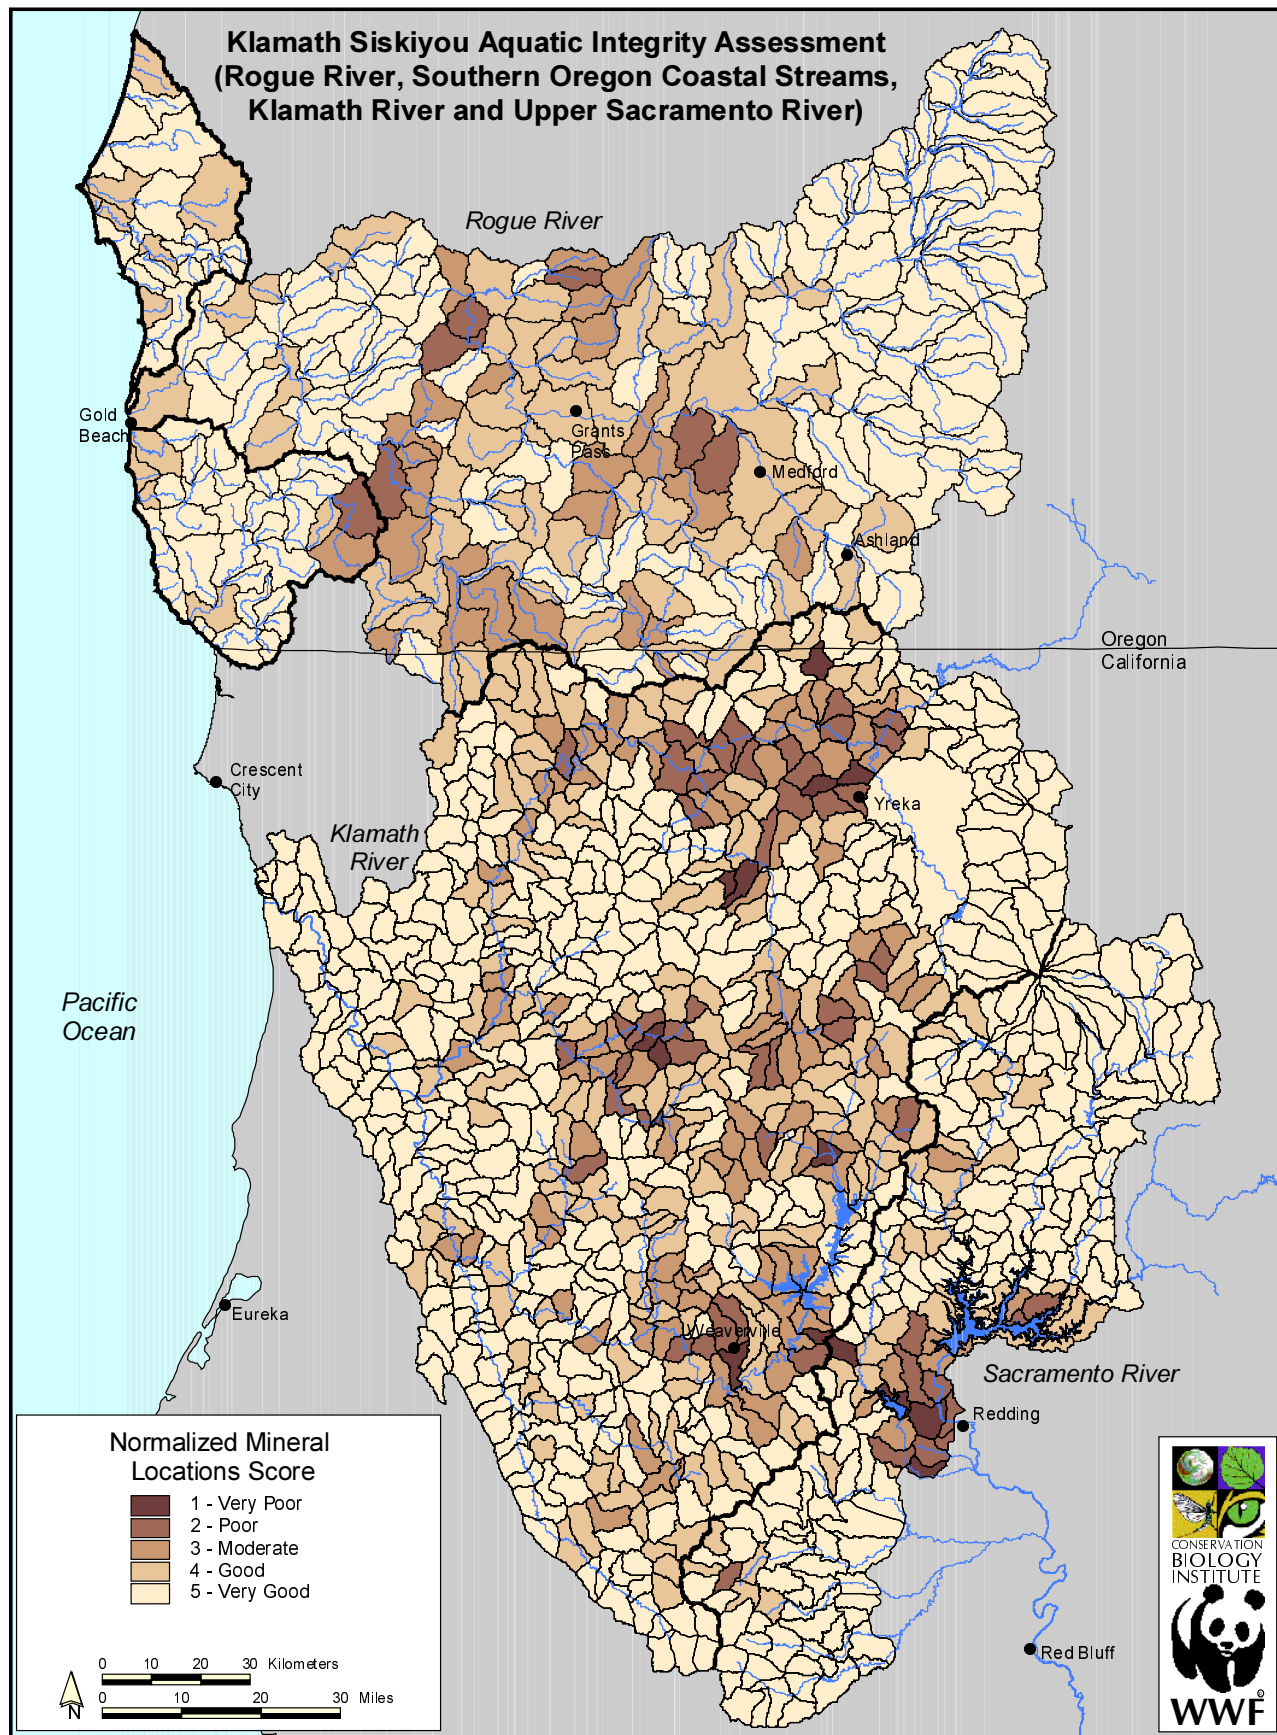 Klamath Siskiyou Aquatic Integrity Assessment
(Rogue River, Southern Oregon Coastal Streams,
Klamath River and Upper Sacramento River)
Rogue River
Gold
Beach
Grants
Pass
Medford
Ashland
Oregon
California
Crescent
City
Yreka
Klamath
River
Pacific
Ocean
Eureka
Weaverville
Sacramento River
Redding
Red Bluff
Normalized Mineral
Locations Score
1 - Very Poor
2 - Poor
3 - Moderate
4 - Good
5 - Very Good
0 10 20 30 Kilometers
0 10 20 30 Miles
N
CONSERVATION
BIOLOGY
INSTITUTE
WWF